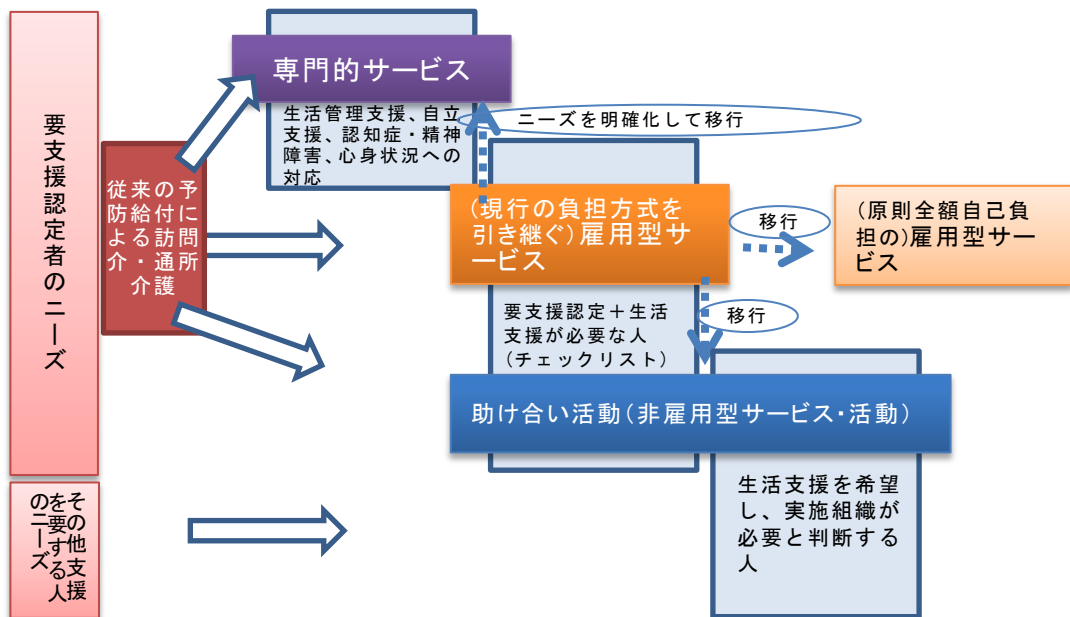 要支援認定者のニーズ
従来の予
防給付に
よる訪問
介・通所
介護
専門的サービス
生活管理支援、自立
支援、認知症・精神
障害、心身状況への
対応
ニーズを明確化して移行
(現行の負担方式を
引き継ぐ)雇用型サ
ービス
移行
(原則全額自己負
担の)雇用型サー
ビス
要支援認定＋生活
支援が必要な人
(チェックリスト)
移行
助け合い活動(非雇用型サービス・活動)
生活支援を希望
し、実施組織が
必要と判断する
人
その他支援
を要する人
のニーズ